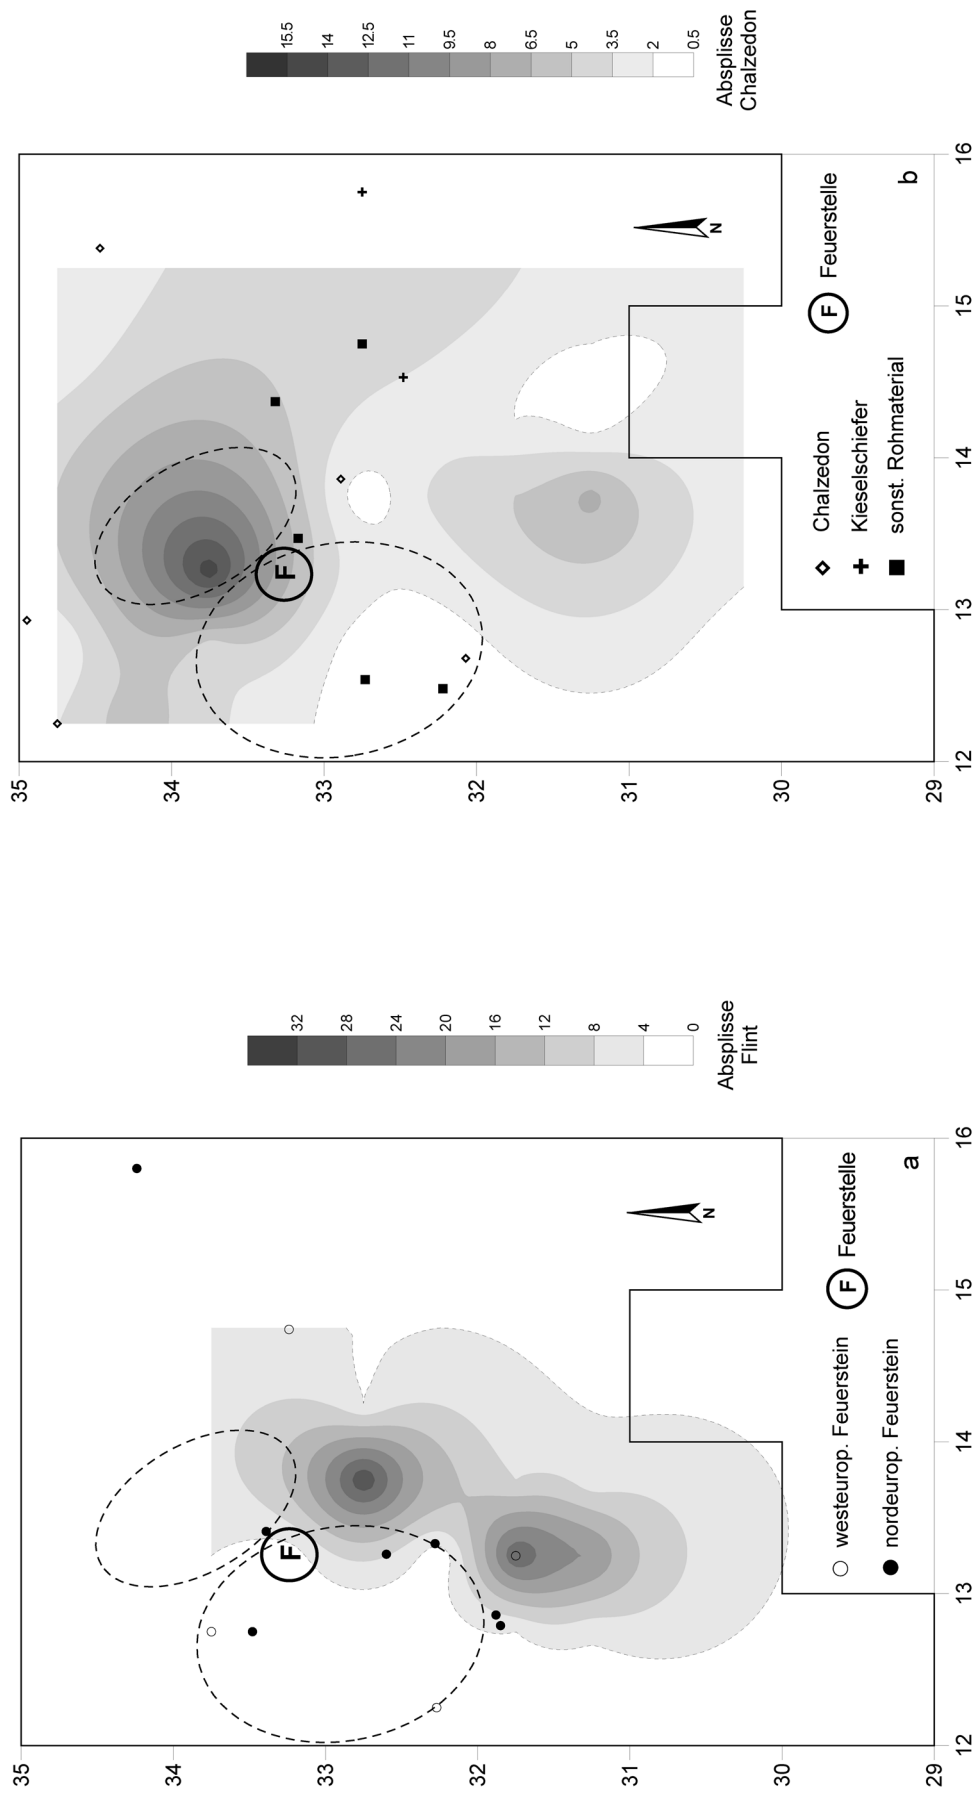 35
34
33
32
31
30
29
12
13
14
15
16
F
N
westeurop. Feuerstein
nordeurop. Feuerstein
F Feuerstelle
a
32
28
24
20
16
12
8
4
0
Absplisse
Flint
35
34
33
32
31
30
29
12
13
14
15
16
F
N
Chalzedon
Kieselschiefer
sonst. Rohmaterial
F Feuerstelle
b
15.5
14
12.5
11
9.5
8
6.5
5
3.5
2
0.5
Absplisse
Chalzedon